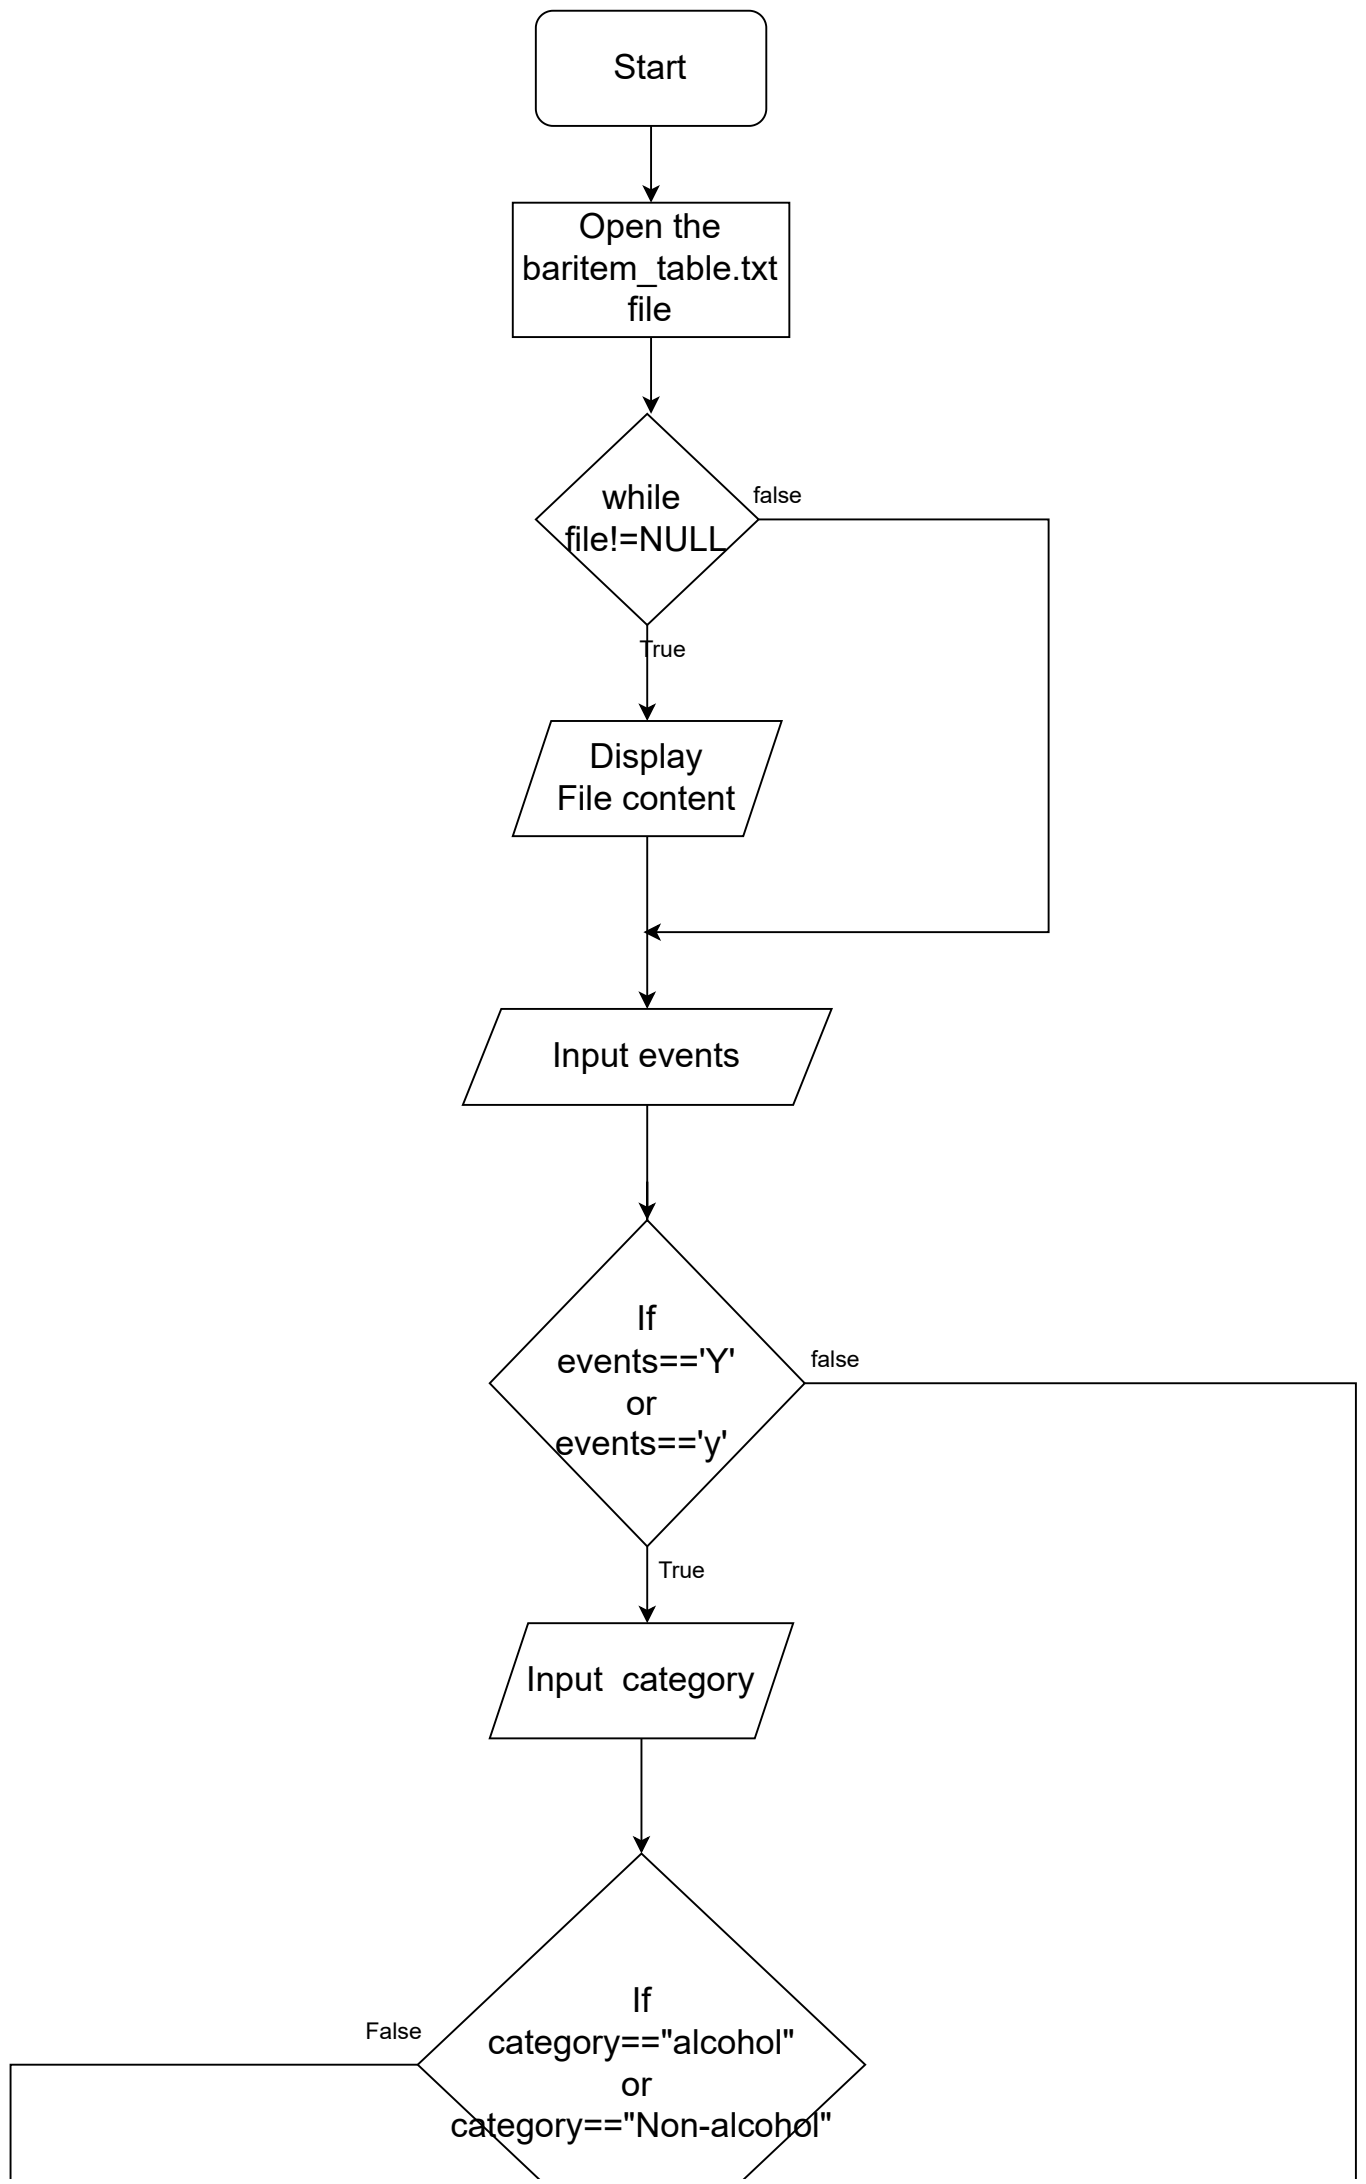 Start
Open the
baritem_table.txt
file
while
file!=NULL
false
True
Display
File content
Input events
If
events=='Y'
or
events=='y'
false
True
Input  category
If
category=="alcohol"
or
category=="Non-alcohol"
False